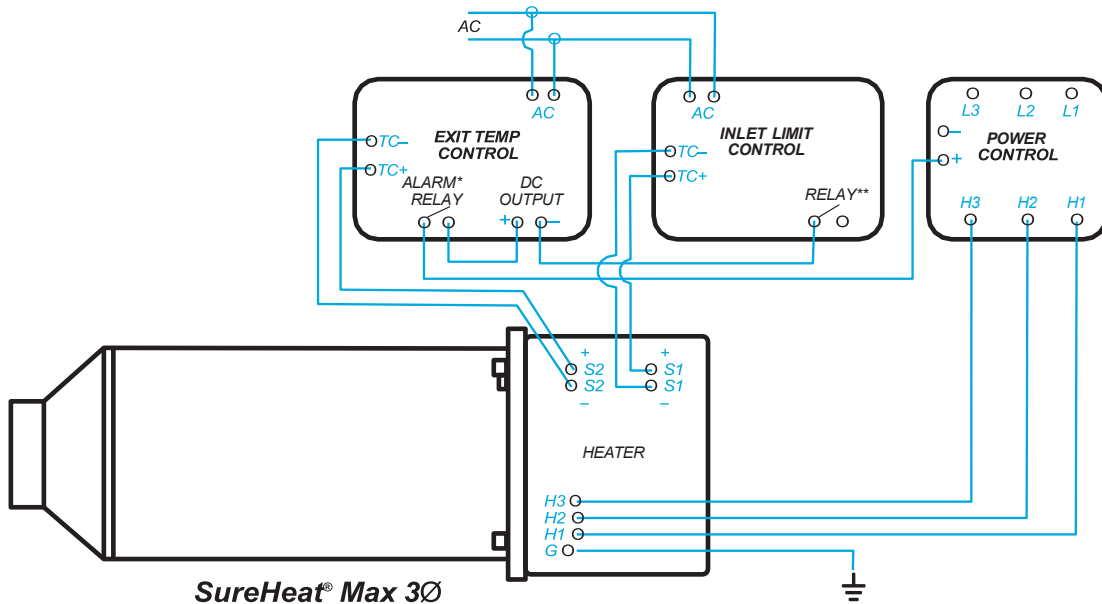 AC
AC
EXIT TEMP
CONTROL
TC–
TC+
ALARM*
RELAY
DC
OUTPUT
+
–
AC
INLET LIMIT
CONTROL
TC–
TC+
RELAY**
L3
L2
L1
–
+
POWER
CONTROL
H3
H2
H1
+
S2
S2
–
+
S1
S1
–
HEATER
H3
H2
H1
G
SureHeat® Max 3Ø